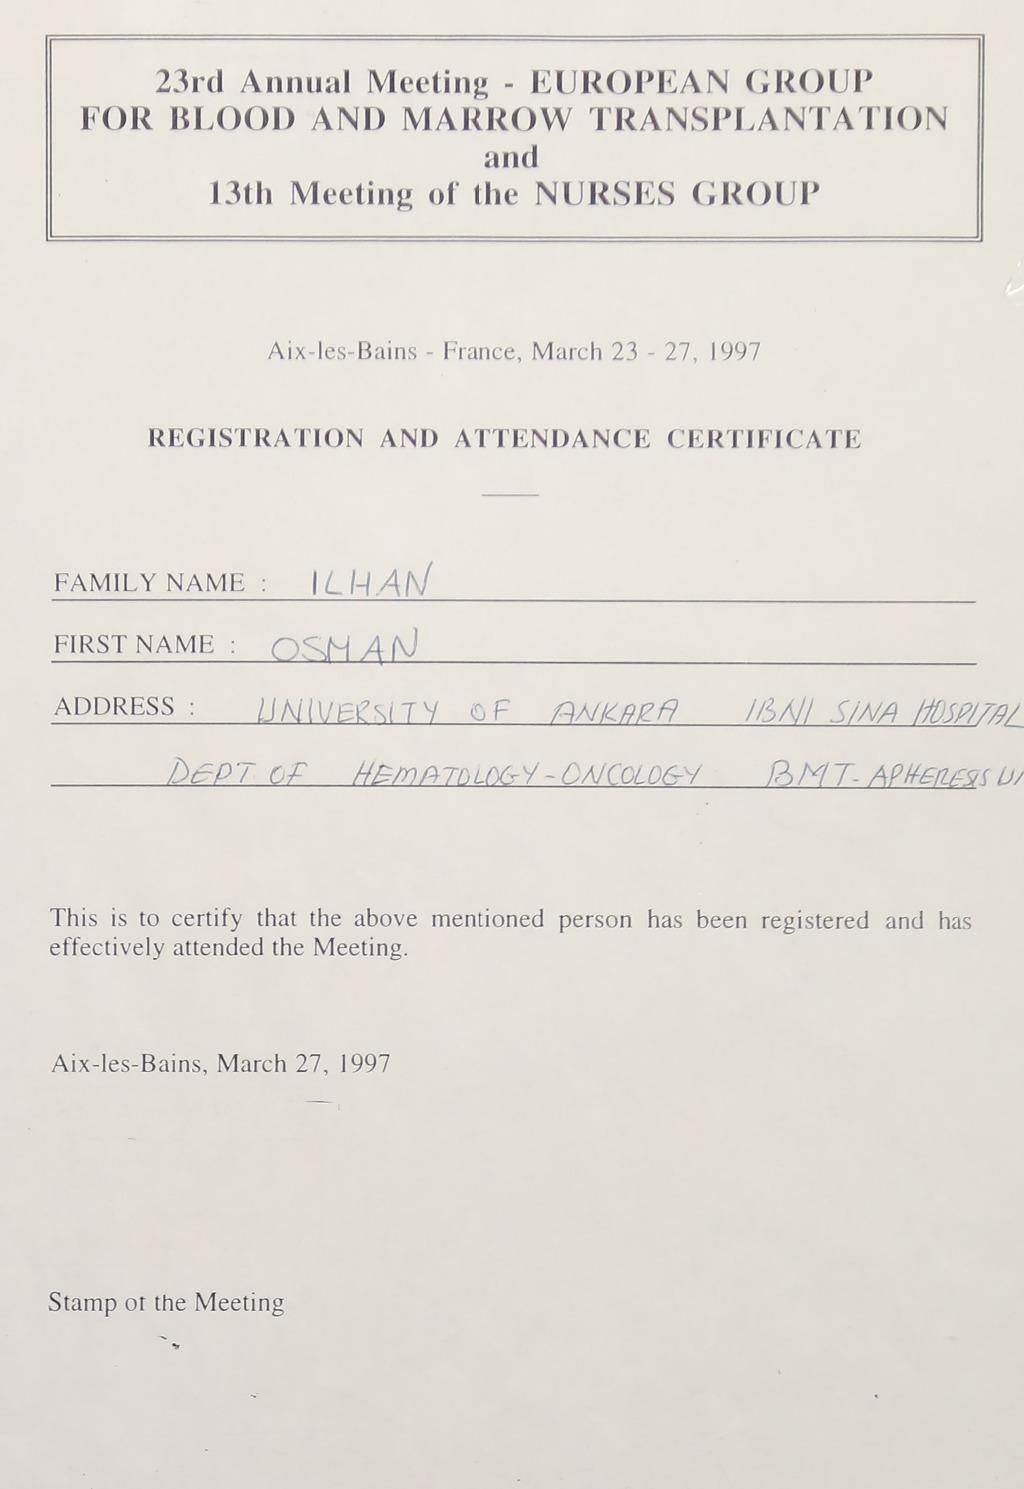 23rd Annual Meeting - EUROPEAN GROUP
FOR BLOOD AND MARROW TRANSPLANTATION
and
13th Meeting of the NURSES GROUP
Aix-les-Bains - France, March 23 - 27, 1997
REGISTRATION AND ATTENDANCE CERTIFICATE
FAMILY NAME : ILHAN
FIRST NAME : OSMAN
ADDRESS : UNIVERSITY OF ANKARA IBNI SINA HOSPITAL
DEPT OF HEMATOLOGY-ONCOLOGY BMT-APHERESIS
This is to certify that the above mentioned person has been registered and has
effectively attended the Meeting.
Aix-les-Bains, March 27, 1997
Stamp of the Meeting